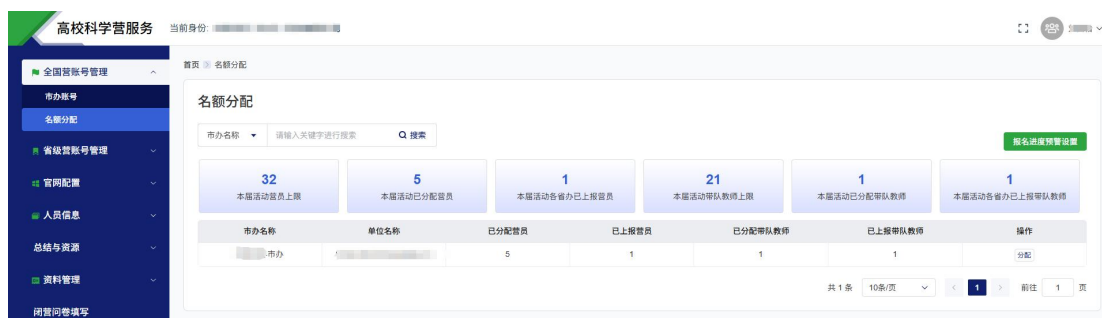 高校科学营服务 当前身份:
全国营账号管理
市办账号
名额分配
省级营账号管理
官网配置
人员信息
总结与资源
资料管理
闭营问卷填写
首页 名额分配
名额分配
市办名称 请输入关键字进行搜索 搜索
报名进度预警设置
32 5 1 21 1 1
本届活动营员上限 本届活动已分配营员 本届活动各省办已上报营员 本届活动带队教师上限 本届活动已分配带队教师 本届活动各省办已上报带队教师
市办名称 单位名称 已分配营员 已上报营员 已分配带队教师 已上报带队教师 操作
市办 5 1 1 1 分配
共 1 条 10条/页 < 1 > 前往 1 页